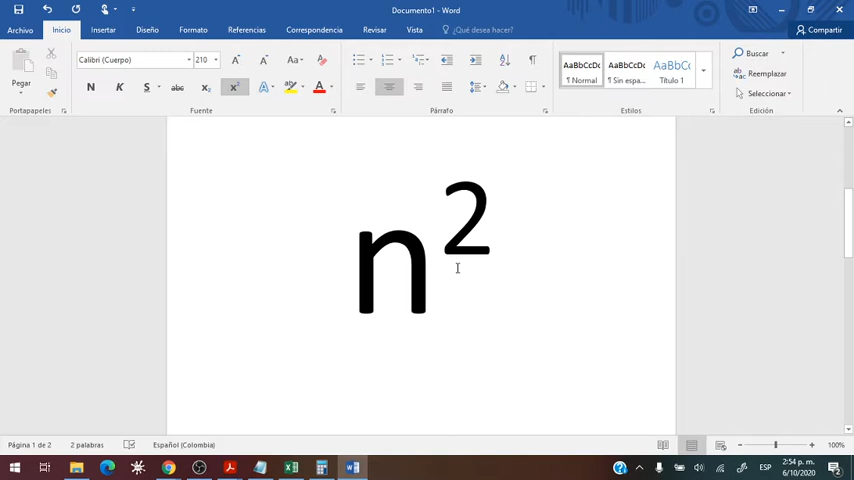 Documento1 - Word
Archivo Inicio Insertar Diseño Formato Referencias Correspondencia Revisar Vista ¿Qué desea hacer? Compartir
Pegar
Calibri (Cuerpo) 210 A A Aa A
N K S abc x₂ x² A A
AaBbCcDc AaBbCcDc AaBbCc
¶ Normal ¶ Sin espa... Título 1
Buscar
Reemplazar
Seleccionar
Portapapeles Fuente Párrafo Estilos Edición
n²
Página 1 de 2 2 palabras Español (Colombia) 100%
ESP
2:54 p. m.
6/10/2020
2